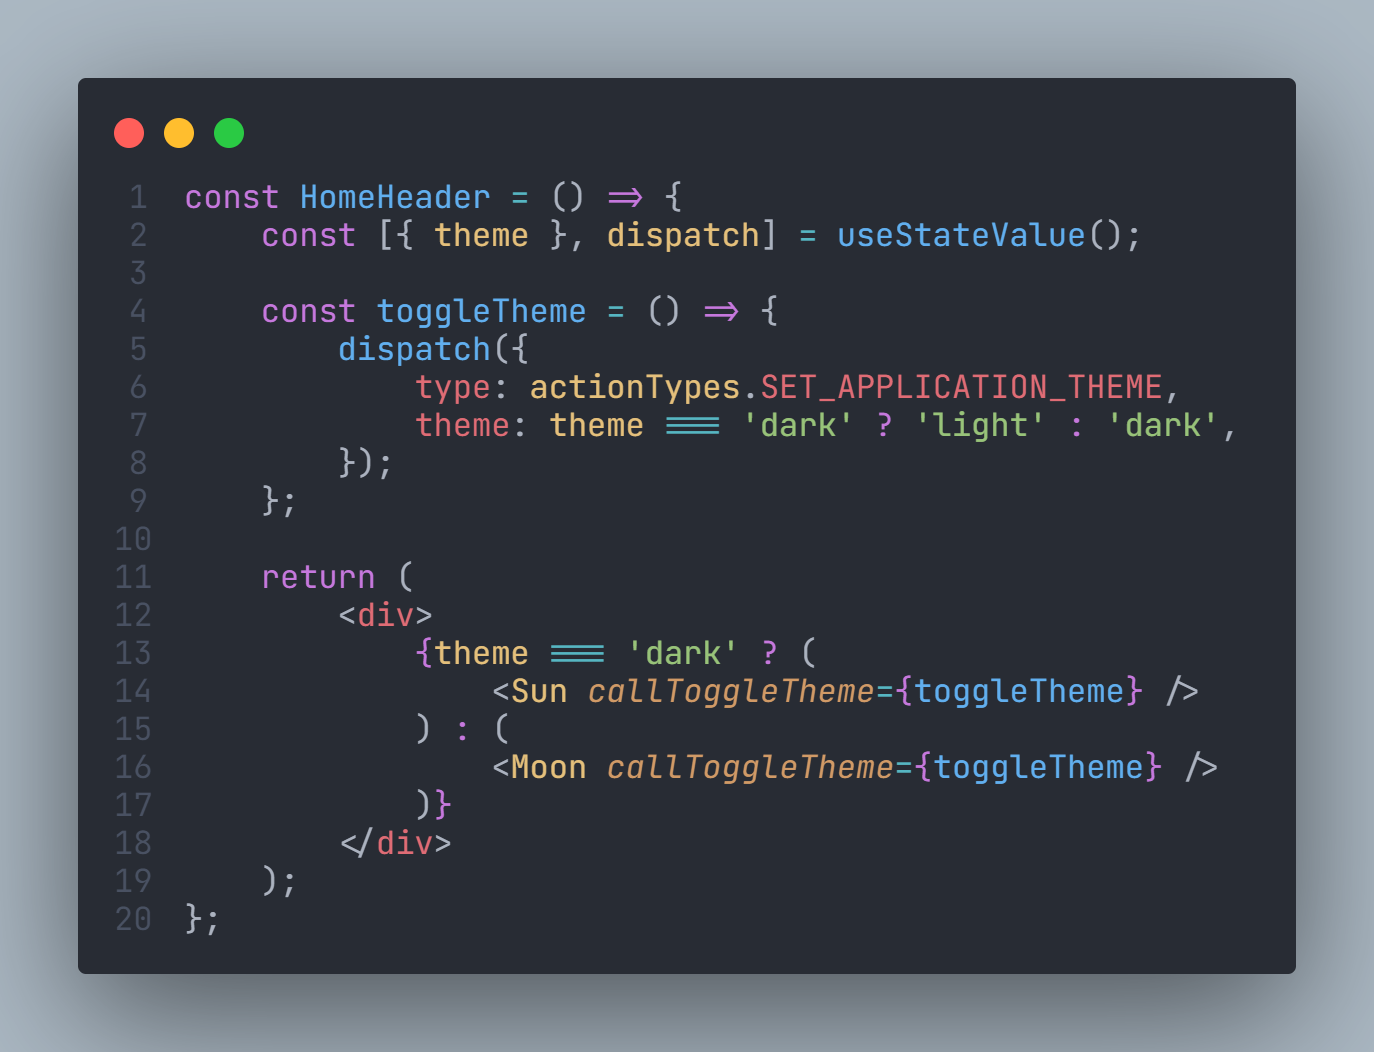 1 const HomeHeader = () => {
2     const [{ theme }, dispatch] = useStateValue();
3
4     const toggleTheme = () => {
5         dispatch({
6             type: actionTypes.SET_APPLICATION_THEME,
7             theme: theme === 'dark' ? 'light' : 'dark',
8         });
9     };
10
11     return (
12         <div>
13             {theme === 'dark' ? (
14                 <Sun callToggleTheme={toggleTheme} />
15             ) : (
16                 <Moon callToggleTheme={toggleTheme} />
17             )}
18         </div>
19     );
20 };